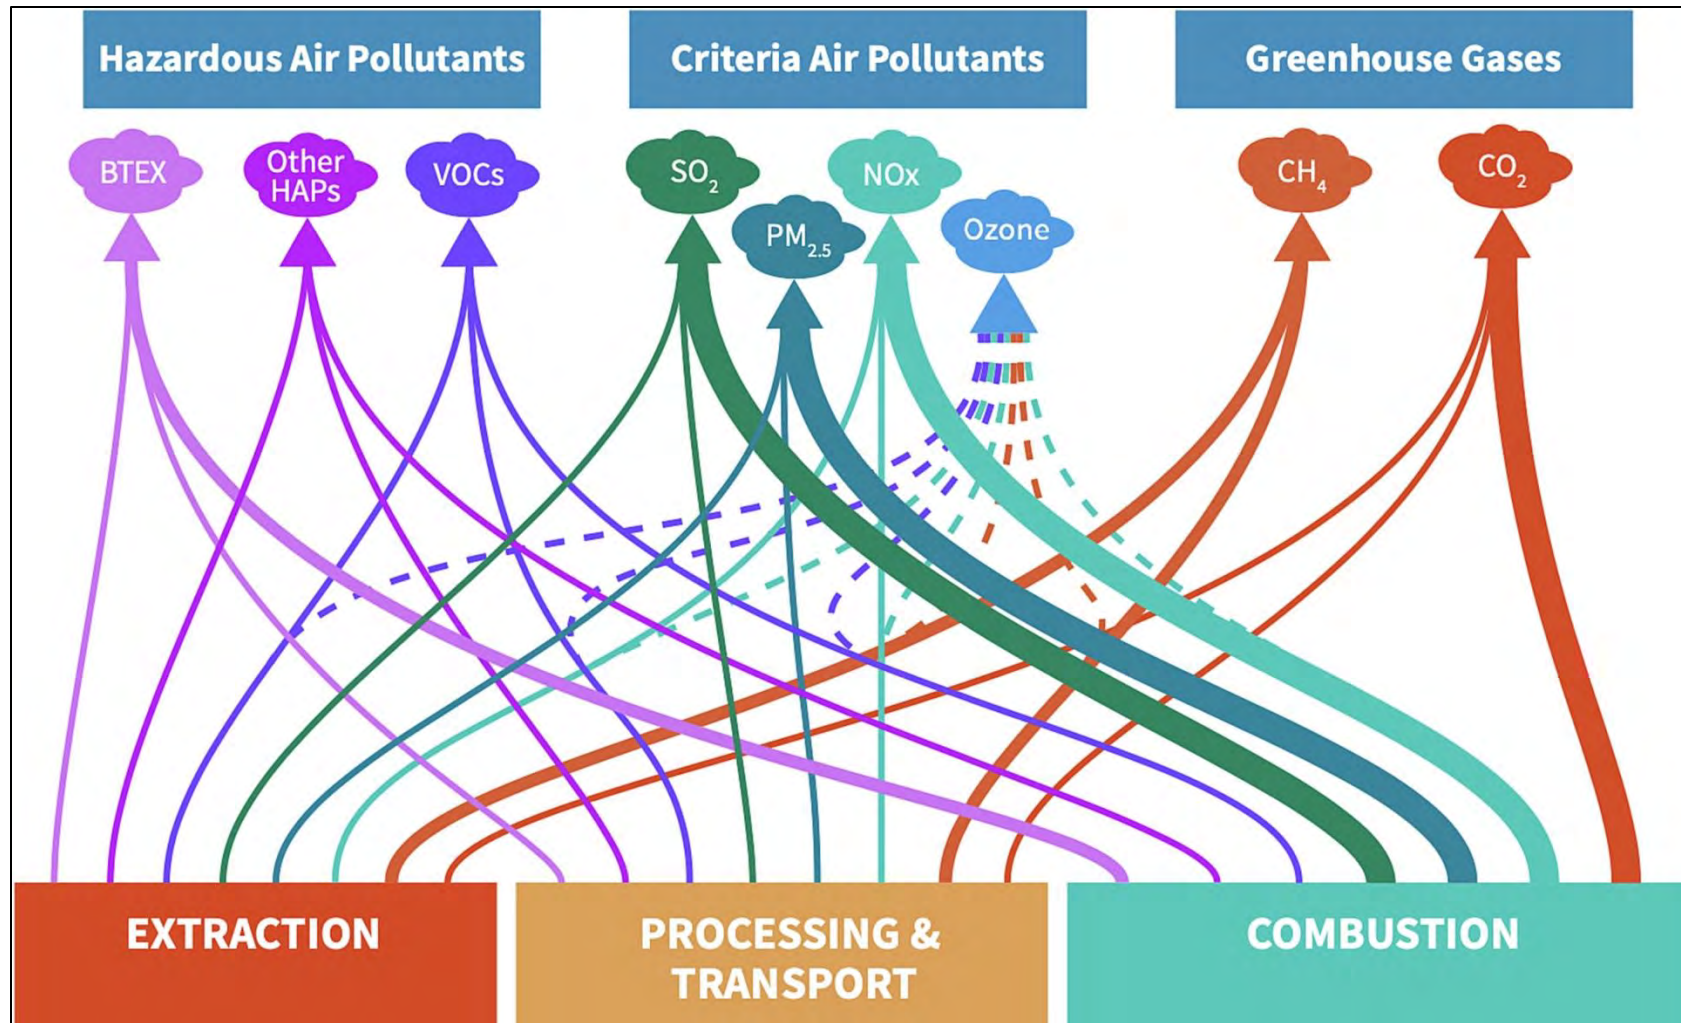 Hazardous Air Pollutants
Criteria Air Pollutants
Greenhouse Gases
BTEX
Other
HAPs
VOCs
SO₂
PM₂.₅
NOx
Ozone
CH₄
CO₂
EXTRACTION
PROCESSING &
TRANSPORT
COMBUSTION